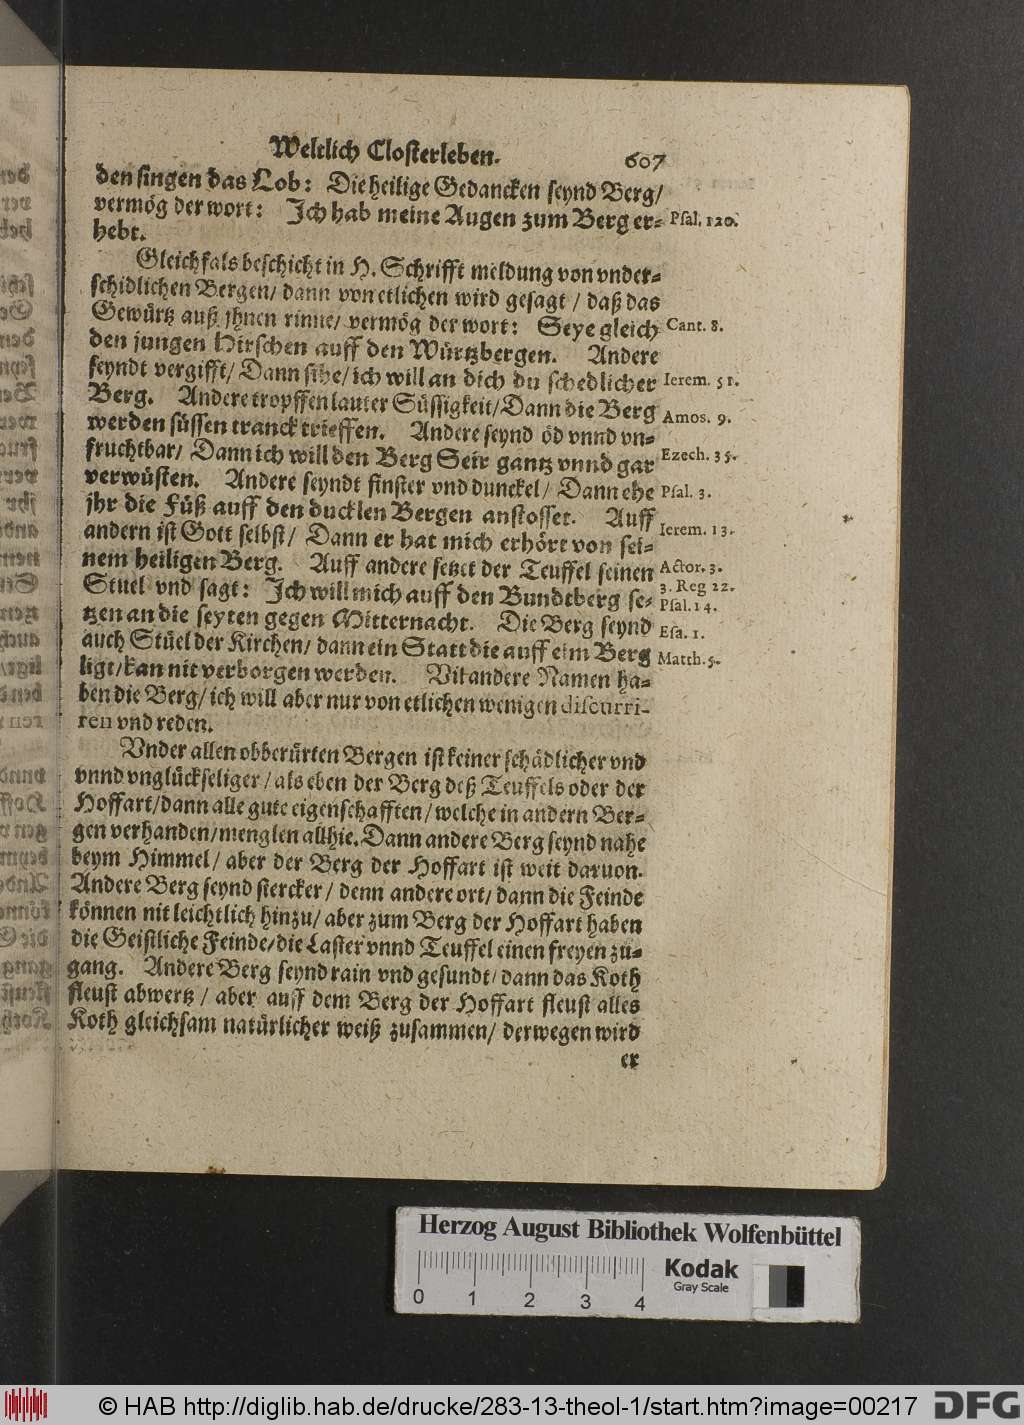 Weltlich Closterleben. 607
den singen das Lob: Die heilige Gedancken seynd Berg/
vermög der wort: Ich hab meine Augen zum Berg er- Psal. 120.
hebt.
Gleichfals beschicht in H. Schrifft meldung von vnder-
schidlichen Bergen/ dann von etlichen wird gesagt / daß das
Gewürtz auß jhnen rinne/ vermög der wort: Seye gleich Cant. 8.
den jungen Hirschen auff den Würtzbergen. Andere
seyndt vergifft/ Dann sihe/ ich will an dich du schedlicher Ierem. 51.
Berg. Andere tropffen lauter Süssigkeit/ Dann die Berg Amos. 9.
werden süssen tranck trieffen. Andere seynd öd vnnd vn-
fruchtbar/ Dann ich will den Berg Seir gantz vnnd gar Ezech. 35.
verwüsten. Andere seyndt finster vnd dunckel/ Dann ehe Psal. 3.
jhr die Füß auff den ducklen Bergen anstosset. Auff Ierem. 13.
andern ist Gott selbst/ Dann er hat mich erhört von sei-
nem heiligen Berg. Auff andere setzet der Teuffel seinen Actor. 3.
Stuel vnd sagt: Ich will mich auff den Bundtberg se- 3. Reg 22. Psal. 14.
tzen an die seyten gegen Mitternacht. Die Berg seynd Esa. 1.
auch Stüel der Kirchen/ dann ein Statt die auff eim Berg Matth. 5.
ligt/ kan nit verborgen werden. Vil andere Namen ha-
ben die Berg/ ich will aber nur von etlichen wenigen discurri-
ren vnd reden.
Vnder allen obberürten Bergen ist keiner schädlicher vnd
vnnd vnglückseliger / als eben der Berg deß Teuffels oder der
Hoffart/ dann alle gute eigenschafften / welche in andern Ber-
gen verhanden/ menglen allhie. Dann andere Berg seynd nahe
beym Himmel / aber der Berg der Hoffart ist weit daruon.
Andere Berg seynd stercker / denn andere ort/ dann die Feinde
können nit leichtlich hinzu/ aber zum Berg der Hoffart haben
die Geistliche Feinde/ die Laster vnnd Teuffel einen freyen zu-
gang. Andere Berg seynd rain vnd gesundt/ dann das Koth
fleust abwertz / aber auff dem Berg der Hoffart fleust alles
Koth gleichsam natürlicher weiß zusammen/ derwegen wird
er
Herzog August Bibliothek Wolfenbüttel
0 1 2 3 4
Kodak
Gray Scale
© HAB http://diglib.hab.de/drucke/283-13-theol-1/start.htm?image=00217
DFG